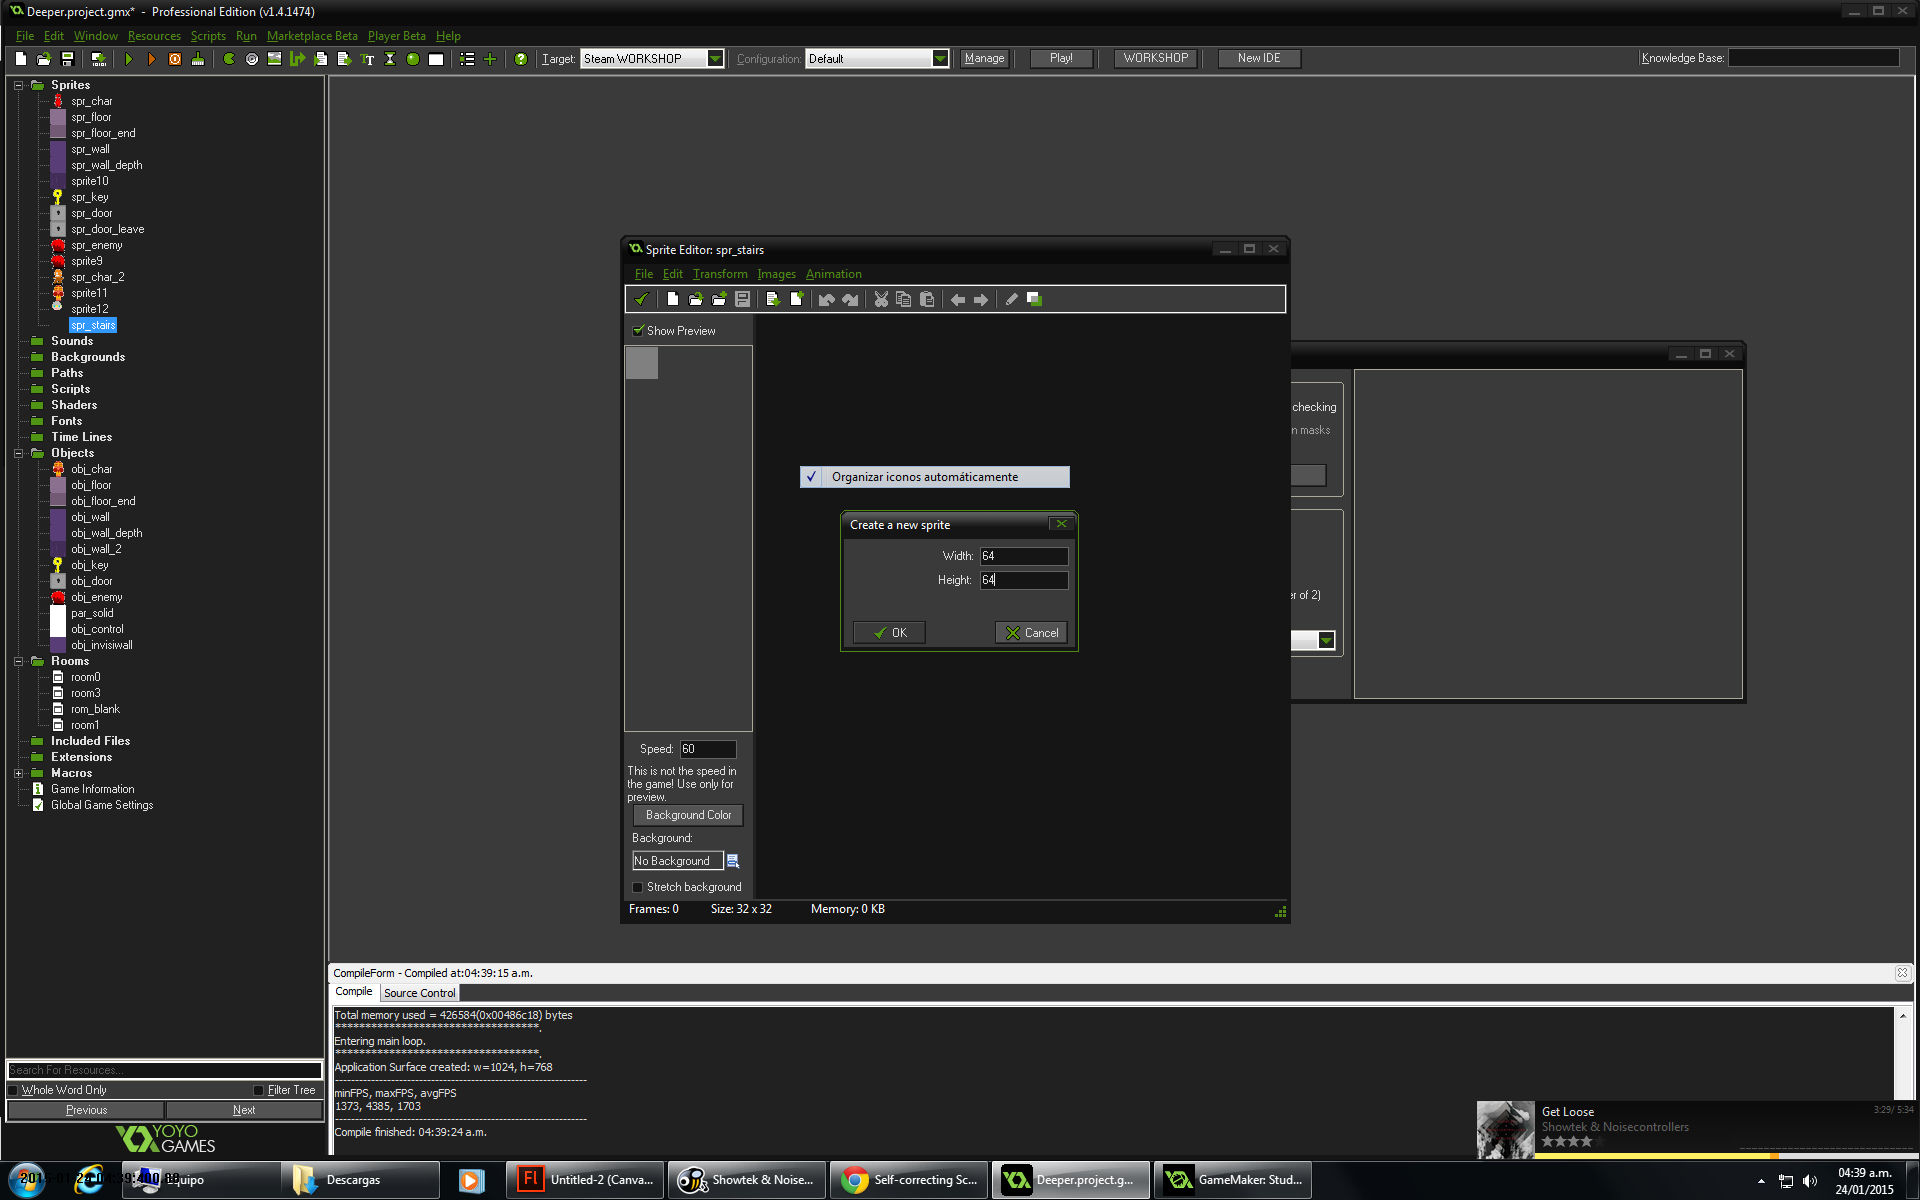 Deeper.project.gmx* - Professional Edition (v1.4.1474)
File Edit Window Resources Scripts Run Marketplace Beta Player Beta Help
Target: Steam WORKSHOP Configuration: Default Manage Play! WORKSHOP New IDE Knowledge Base:
Sprites
spr_char
spr_floor
spr_floor_end
spr_wall
spr_wall_depth
sprite10
spr_key
spr_door
spr_door_leave
spr_enemy
sprite9
spr_char_2
sprite11
sprite12
spr_stairs
Sounds
Backgrounds
Paths
Scripts
Shaders
Fonts
Time Lines
Objects
obj_char
obj_floor
obj_floor_end
obj_wall
obj_wall_depth
obj_wall_2
obj_key
obj_door
obj_enemy
par_solid
obj_control
obj_invisiwall
Rooms
room0
room3
rom_blank
room1
Included Files
Extensions
Macros
Game Information
Global Game Settings
Search For Resources...
Whole Word Only Filter Tree
Previous Next
YOYO
GAMES
Sprite Editor: spr_stairs
File Edit Transform Images Animation
Show Preview
Organizar iconos automáticamente
Create a new sprite
Width: 64
Height: 64
OK Cancel
Speed: 60
This is not the speed in
the game! Use only for
preview.
Background Color
Background:
No Background
Stretch background
Frames: 0 Size: 32 x 32 Memory: 0 KB
checking
n masks
er of 2)
CompileForm - Compiled at:04:39:15 a.m.
Compile Source Control
Total memory used = 426584(0x00486c18) bytes
***********************************.
Entering main loop.
***********************************.
Application Surface created: w=1024, h=768
minFPS, maxFPS, avgFPS
1373, 4385, 1703
Compile finished: 04:39:24 a.m.
Get Loose 3:29/ 5:34
Showtek & Noisecontrollers
Equipo Descargas Fl Untitled-2 (Canva... Showtek & Noise... Self-correcting Sc... Deeper.project.g... GameMaker: Stud...
04:39 a.m.
24/01/2015